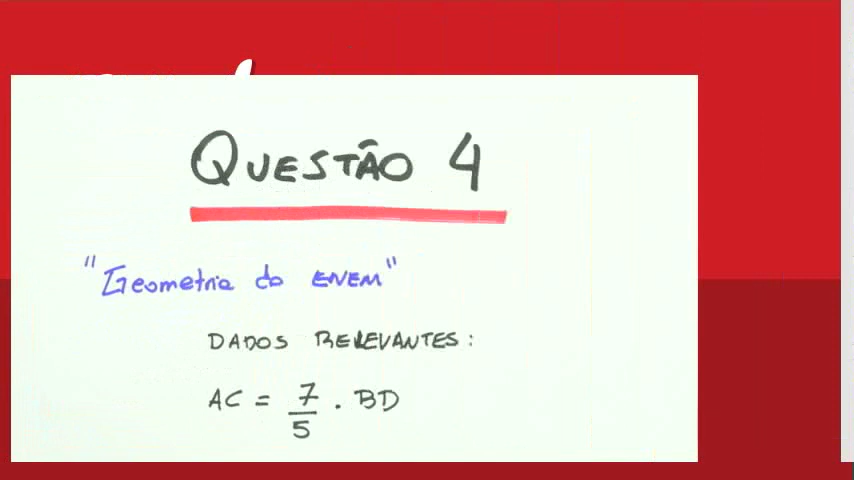 QUESTÃO 4
"Geometria do ENEM"
DADOS RELEVANTES:
AC = 7/5 . BD